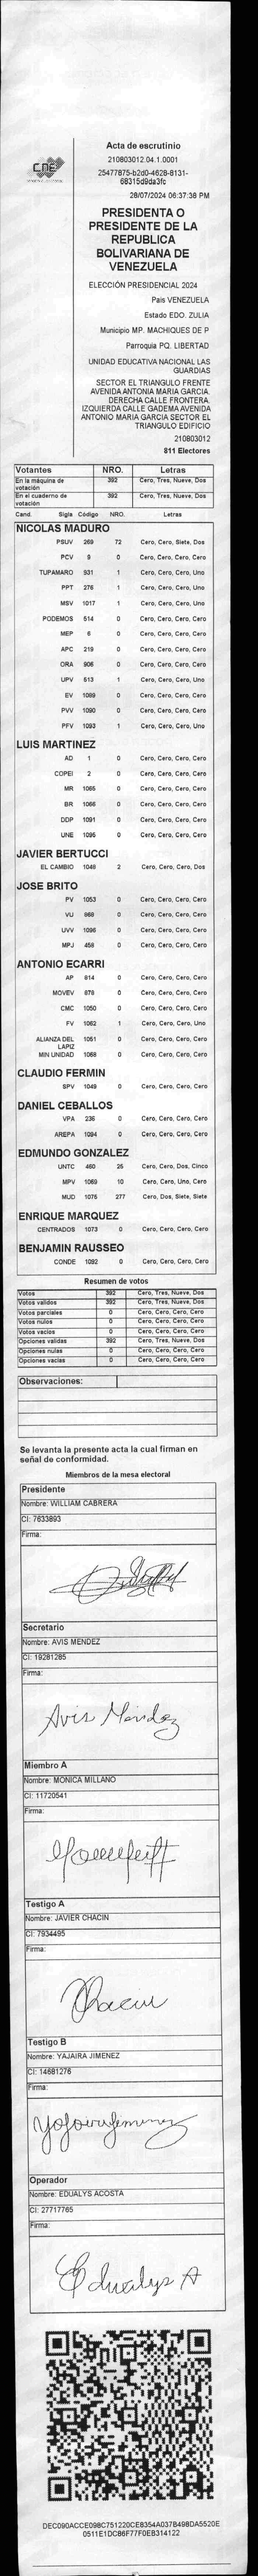 CNE
Acta de escrutinio
210803012.04.1.0001
25477875-b2d0-4628-8131-
68315d9da3fc
28/07/2024 06:37:38 PM
PRESIDENTA O
PRESIDENTE DE LA
REPUBLICA
BOLIVARIANA DE
VENEZUELA
ELECCIÓN PRESIDENCIAL 2024
País VENEZUELA
Estado EDO. ZULIA
Municipio MP. MACHIQUES DE P
Parroquia PQ. LIBERTAD
UNIDAD EDUCATIVA NACIONAL LAS
GUARDIAS
SECTOR EL TRIANGULO FRENTE
AVENIDA ANTONIA MARIA GARCIA.
DERECHA CALLE FRONTERA.
IZQUIERDA CALLE GADEMA AVENIDA
ANTONIO MARIA GARCIA SECTOR EL
TRIANGULO EDIFICIO
210803012
811 Electores
Votantes NRO. Letras
En la máquina de votación 392 Cero, Tres, Nueve, Dos
En el cuaderno de votación 392 Cero, Tres, Nueve, Dos
Cand. Sigla Código NRO. Letras
NICOLAS MADURO
PSUV 269 72 Cero, Cero, Siete, Dos
PCV 9 0 Cero, Cero, Cero, Cero
TUPAMARO 931 1 Cero, Cero, Cero, Uno
PPT 276 1 Cero, Cero, Cero, Uno
MSV 1017 1 Cero, Cero, Cero, Uno
PODEMOS 514 0 Cero, Cero, Cero, Cero
MEP 6 0 Cero, Cero, Cero, Cero
APC 219 0 Cero, Cero, Cero, Cero
ORA 906 0 Cero, Cero, Cero, Cero
UPV 513 1 Cero, Cero, Cero, Uno
EV 1089 0 Cero, Cero, Cero, Cero
PVV 1090 0 Cero, Cero, Cero, Cero
PFV 1093 1 Cero, Cero, Cero, Uno
LUIS MARTINEZ
AD 1 0 Cero, Cero, Cero, Cero
COPEI 2 0 Cero, Cero, Cero, Cero
MR 1065 0 Cero, Cero, Cero, Cero
BR 1066 0 Cero, Cero, Cero, Cero
DDP 1091 0 Cero, Cero, Cero, Cero
UNE 1095 0 Cero, Cero, Cero, Cero
JAVIER BERTUCCI
EL CAMBIO 1048 2 Cero, Cero, Cero, Dos
JOSE BRITO
PV 1053 0 Cero, Cero, Cero, Cero
VU 868 0 Cero, Cero, Cero, Cero
UVV 1096 0 Cero, Cero, Cero, Cero
MPJ 458 0 Cero, Cero, Cero, Cero
ANTONIO ECARRI
AP 814 0 Cero, Cero, Cero, Cero
MOVEV 878 0 Cero, Cero, Cero, Cero
CMC 1050 0 Cero, Cero, Cero, Cero
FV 1062 1 Cero, Cero, Cero, Uno
ALIANZA DEL LAPIZ 1051 0 Cero, Cero, Cero, Cero
MIN UNIDAD 1068 0 Cero, Cero, Cero, Cero
CLAUDIO FERMIN
SPV 1049 0 Cero, Cero, Cero, Cero
DANIEL CEBALLOS
VPA 236 0 Cero, Cero, Cero, Cero
AREPA 1094 0 Cero, Cero, Cero, Cero
EDMUNDO GONZALEZ
UNTC 460 25 Cero, Cero, Dos, Cinco
MPV 1069 10 Cero, Cero, Uno, Cero
MUD 1076 277 Cero, Dos, Siete, Siete
ENRIQUE MARQUEZ
CENTRADOS 1073 0 Cero, Cero, Cero, Cero
BENJAMIN RAUSSEO
CONDE 1092 0 Cero, Cero, Cero, Cero
Resumen de votos
Votos 392 Cero, Tres, Nueve, Dos
Votos validos 392 Cero, Tres, Nueve, Dos
Votos parciales 0 Cero, Cero, Cero, Cero
Votos nulos 0 Cero, Cero, Cero, Cero
Votos vacios 0 Cero, Cero, Cero, Cero
Opciones validas 392 Cero, Tres, Nueve, Dos
Opciones nulas 0 Cero, Cero, Cero, Cero
Opciones vacias 0 Cero, Cero, Cero, Cero
Observaciones:
Se levanta la presente acta la cual firman en
señal de conformidad.
Miembros de la mesa electoral
Presidente
Nombre: WILLIAM CABRERA
CI: 7633893
Firma:
Secretario
Nombre: AVIS MENDEZ
CI: 19281285
Firma:
Avis Mendez
Miembro A
Nombre: MONICA MILLANO
CI: 11720541
Firma:
Testigo A
Nombre: JAVIER CHACIN
CI: 7934495
Firma:
Chacin
Testigo B
Nombre: YAJAIRA JIMENEZ
CI: 14681276
Firma:
Operador
Nombre: EDUALYS ACOSTA
CI: 27717765
Firma:
Edualys A
DEC090ACCE098C751220CE8354A037B498DA5520E
0511E1DC86F77F0EB314122